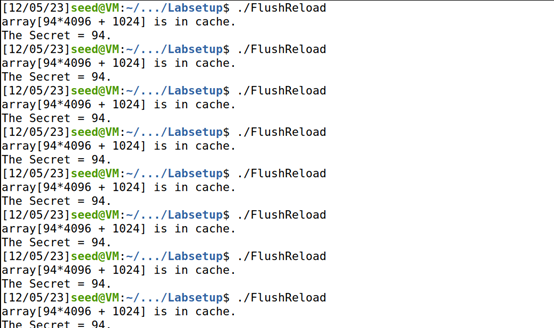 [12/05/23]seed@VM:~/.../Labsetup$ ./FlushReload
array[94*4096 + 1024] is in cache.
The Secret = 94.
[12/05/23]seed@VM:~/.../Labsetup$ ./FlushReload
array[94*4096 + 1024] is in cache.
The Secret = 94.
[12/05/23]seed@VM:~/.../Labsetup$ ./FlushReload
array[94*4096 + 1024] is in cache.
The Secret = 94.
[12/05/23]seed@VM:~/.../Labsetup$ ./FlushReload
array[94*4096 + 1024] is in cache.
The Secret = 94.
[12/05/23]seed@VM:~/.../Labsetup$ ./FlushReload
array[94*4096 + 1024] is in cache.
The Secret = 94.
[12/05/23]seed@VM:~/.../Labsetup$ ./FlushReload
array[94*4096 + 1024] is in cache.
The Secret = 94.
[12/05/23]seed@VM:~/.../Labsetup$ ./FlushReload
array[94*4096 + 1024] is in cache.
The Secret = 94.
[12/05/23]seed@VM:~/.../Labsetup$ ./FlushReload
array[94*4096 + 1024] is in cache.
The Secret = 94.